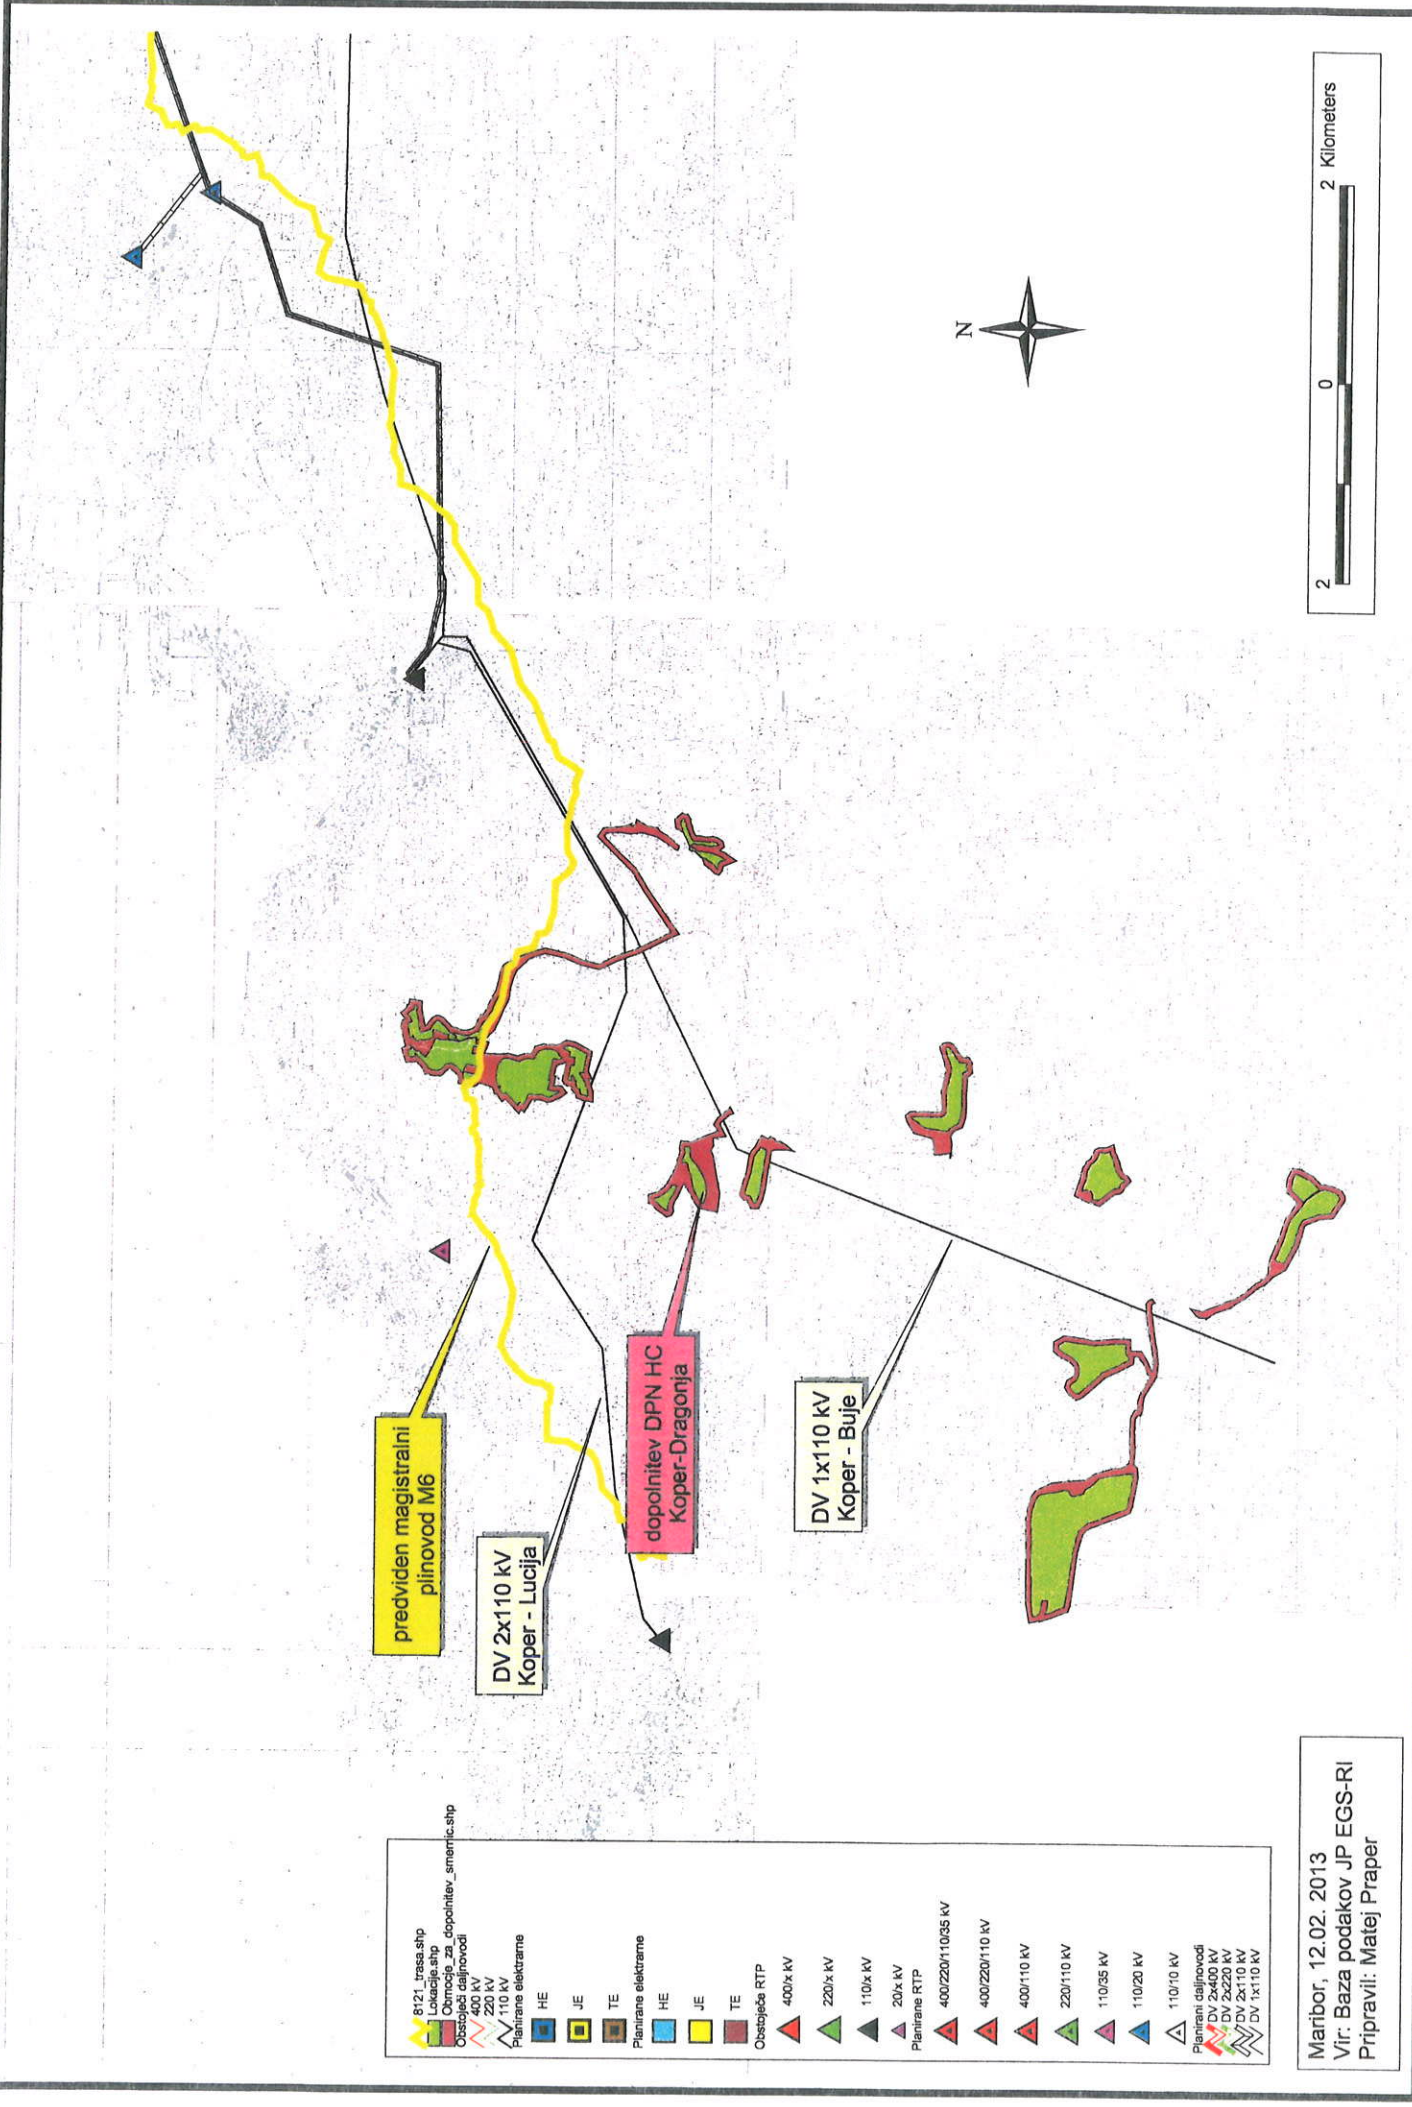 predviden magistralni
plinovod M6
DV 2x110 kV
Koper - Lucija
dopolnitev DPN HC
Koper-Dragonja
DV 1x110 kV
Koper - Buje
N
2 0 2 Kilometers
8121_trasa.shp
Lokacije.shp
Obmocje_za_dopolnitev_smernic.shp
Obstoječi daljnovodi
400 kV
220 kV
110 kV
Planirane elektrarne
HE
JE
TE
Planirane elektrarne
HE
JE
TE
Obstoječe RTP
400/x kV
220/x kV
110/x kV
20/x kV
Planirane RTP
400/220/110/35 kV
400/220/110 kV
400/110 kV
220/110 kV
110/35 kV
110/20 kV
110/10 kV
Planirani daljnovodi
DV 2x400 kV
DV 2x220 kV
DV 2x110 kV
DV 1x110 kV
Maribor, 12.02. 2013
Vir: Baza podakov JP EGS-RI
Pripravil: Matej Praper